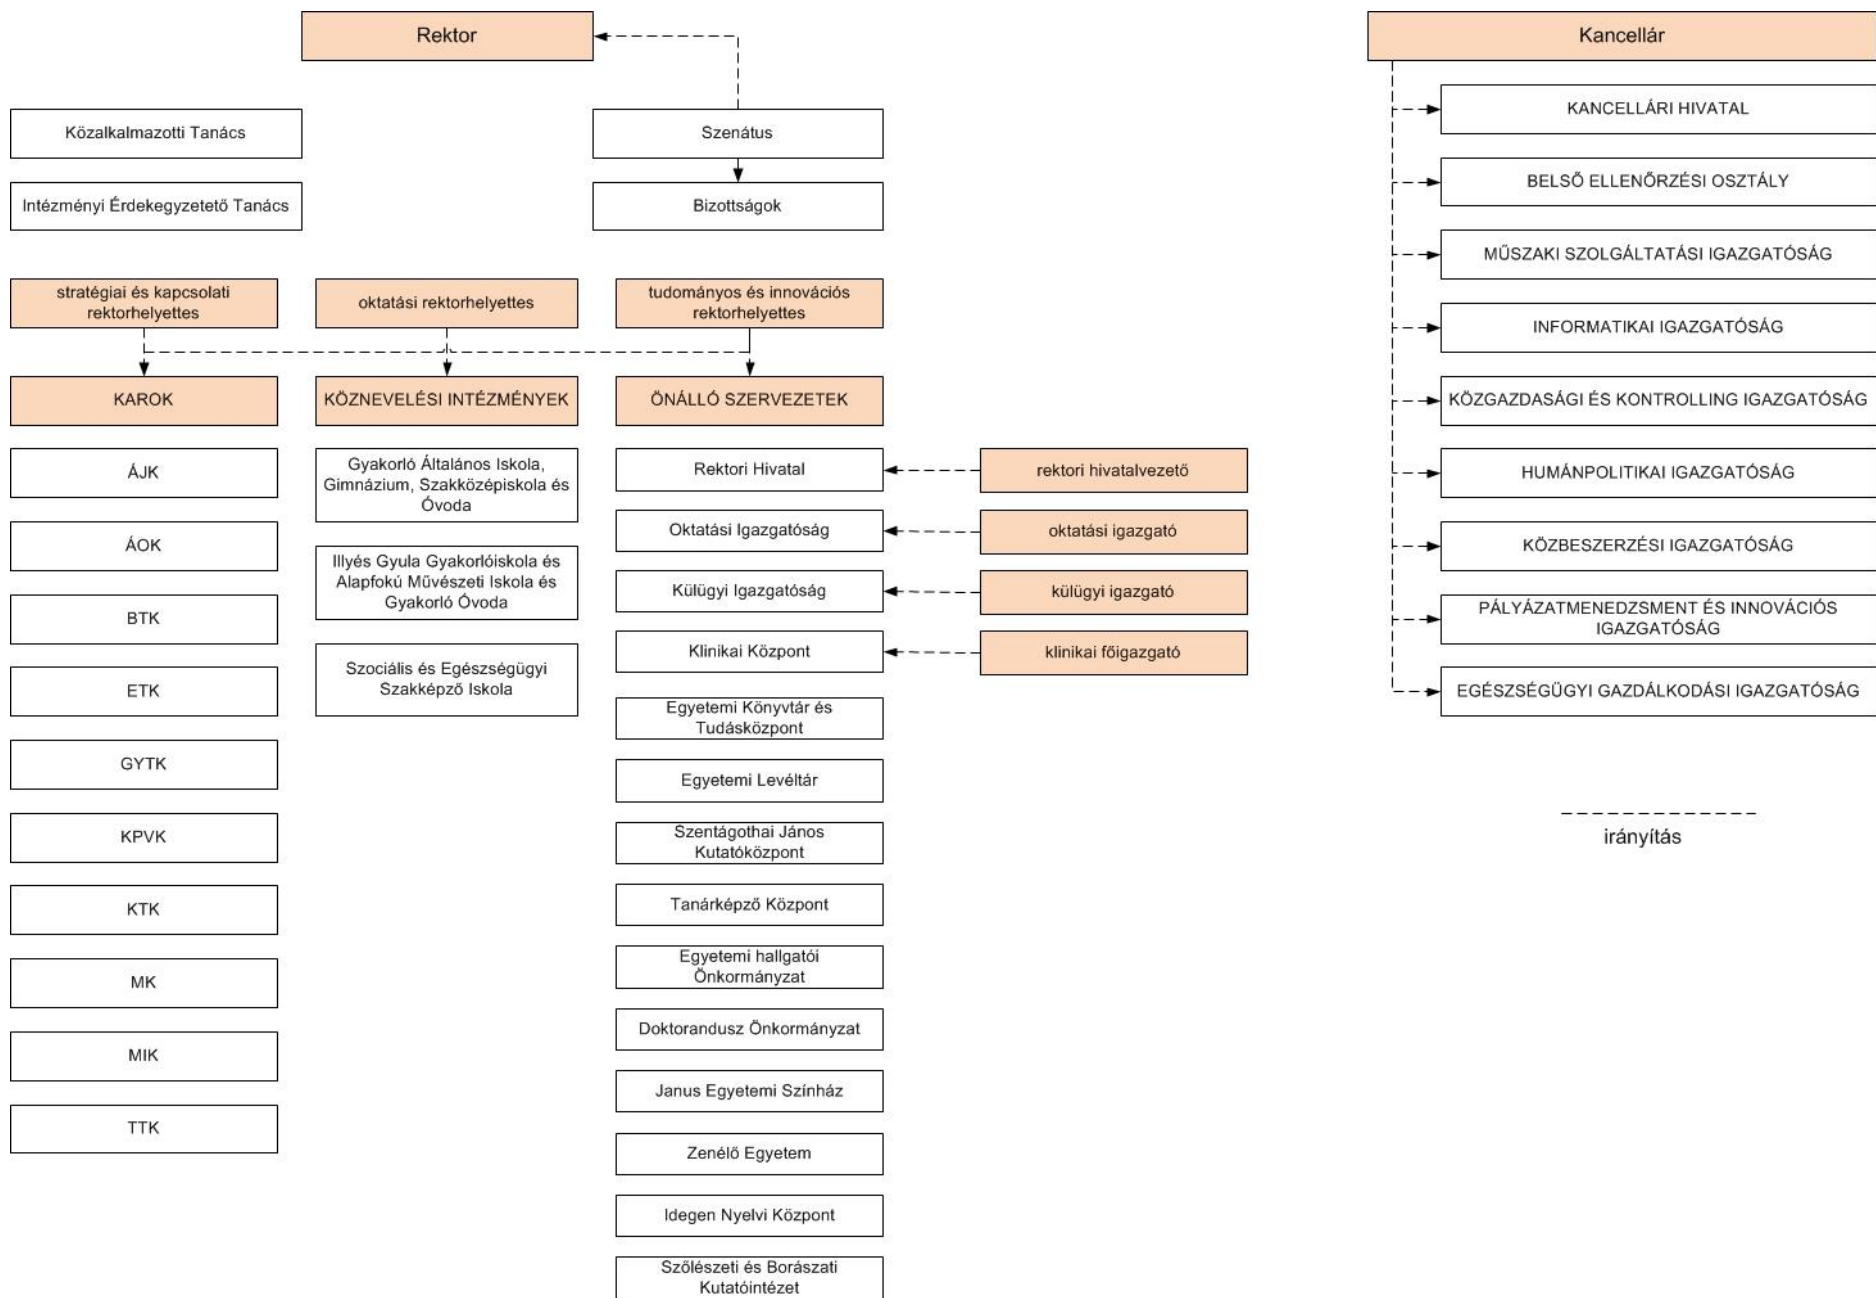 Rektor
Közalkalmazotti Tanács
Szenátus
Intézményi Érdekegyzetető Tanács
Bizottságok
stratégiai és kapcsolati
rektorhelyettes
oktatási rektorhelyettes
tudományos és innovációs
rektorhelyettes
KAROK
ÁJK
ÁOK
BTK
ETK
GYTK
KPVK
KTK
MK
MIK
TTK
KÖZNEVELÉSI INTÉZMÉNYEK
Gyakorló Általános Iskola,
Gimnázium, Szakközépiskola és
Óvoda
Illyés Gyula Gyakorlóiskola és
Alapfokú Művészeti Iskola és
Gyakorló Óvoda
Szociális és Egészségügyi
Szakképző Iskola
ÖNÁLLÓ SZERVEZETEK
Rektori Hivatal
Oktatási Igazgatóság
Külügyi Igazgatóság
Klinikai Központ
Egyetemi Könyvtár és
Tudásközpont
Egyetemi Levéltár
Szentágothai János
Kutatóközpont
Tanárképző Központ
Egyetemi hallgatói
Önkormányzat
Doktorandusz Önkormányzat
Janus Egyetemi Színház
Zenélő Egyetem
Idegen Nyelvi Központ
Szőlészeti és Borászati
Kutatóintézet
rektori hivatalvezető
oktatási igazgató
külügyi igazgató
klinikai főigazgató
Kancellár
KANCELLÁRI HIVATAL
BELSŐ ELLENŐRZÉSI OSZTÁLY
MŰSZAKI SZOLGÁLTATÁSI IGAZGATÓSÁG
INFORMATIKAI IGAZGATÓSÁG
KÖZGAZDASÁGI ÉS KONTROLLING IGAZGATÓSÁG
HUMÁNPOLITIKAI IGAZGATÓSÁG
KÖZBESZERZÉSI IGAZGATÓSÁG
PÁLYÁZATMENEDZSMENT ÉS INNOVÁCIÓS
IGAZGATÓSÁG
EGÉSZSÉGÜGYI GAZDÁLKODÁSI IGAZGATÓSÁG
irányítás